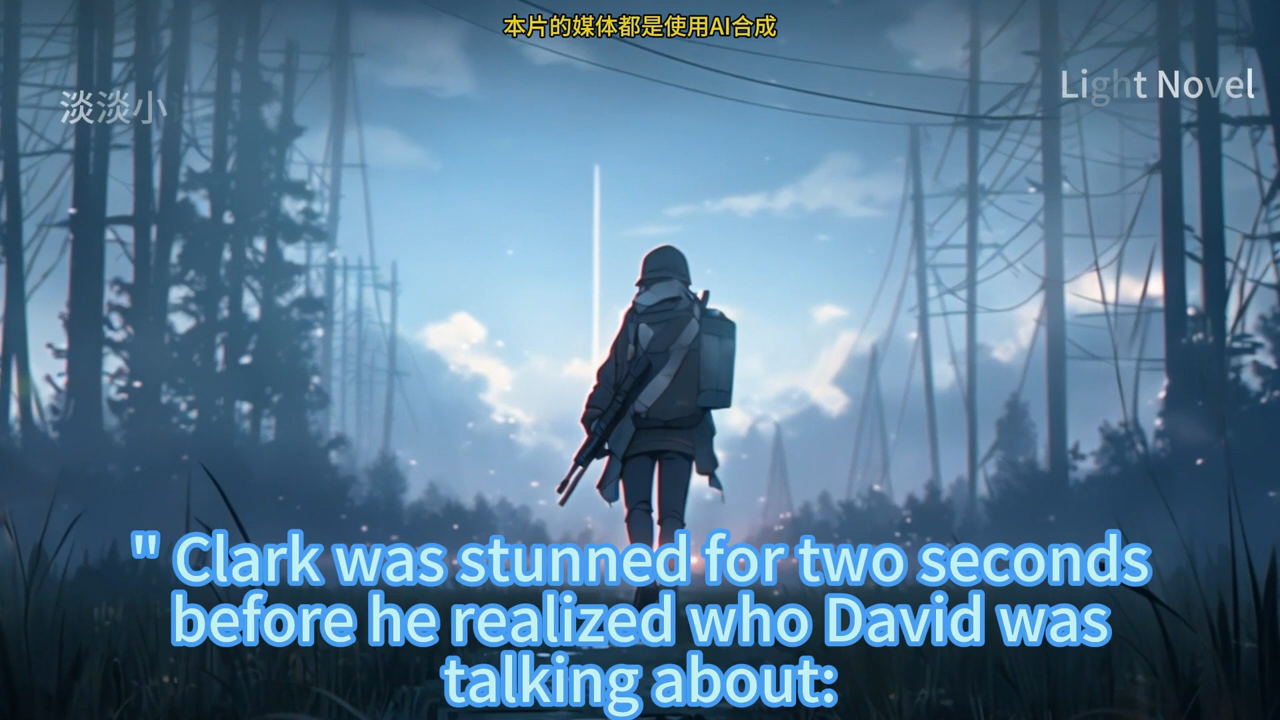 本片的媒体都是使用AI合成
淡淡小
Light Novel
" Clark was stunned for two seconds
before he realized who David was
talking about: